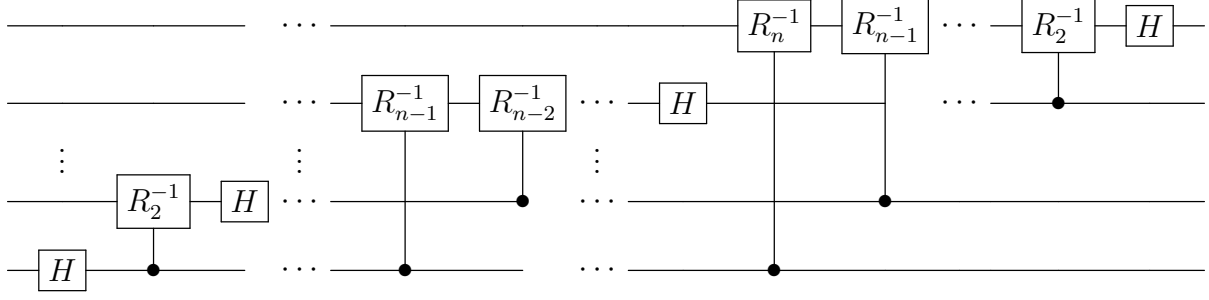 ⋯ R_n^{-1} R_{n-1}^{-1} ⋯ R_2^{-1} H
⋯ R_{n-1}^{-1} R_{n-2}^{-1} ⋯ H ⋯
⋮ ⋮ ⋮
R_2^{-1} H ⋯ ⋯
H ⋯ ⋯